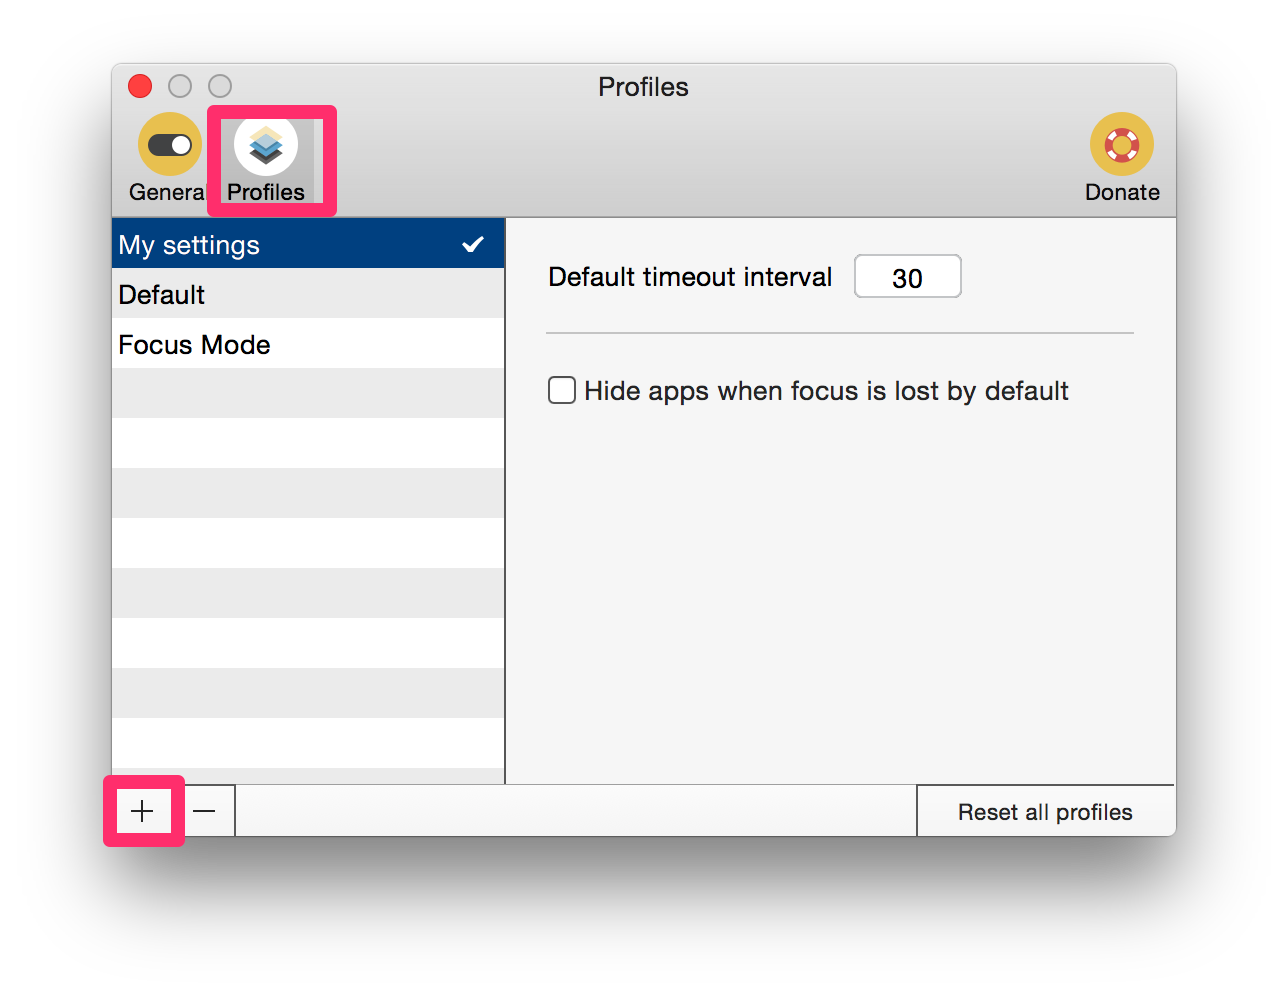 Profiles
General
Profiles
Donate
My settings
Default
Focus Mode
Default timeout interval 30
Hide apps when focus is lost by default
Reset all profiles